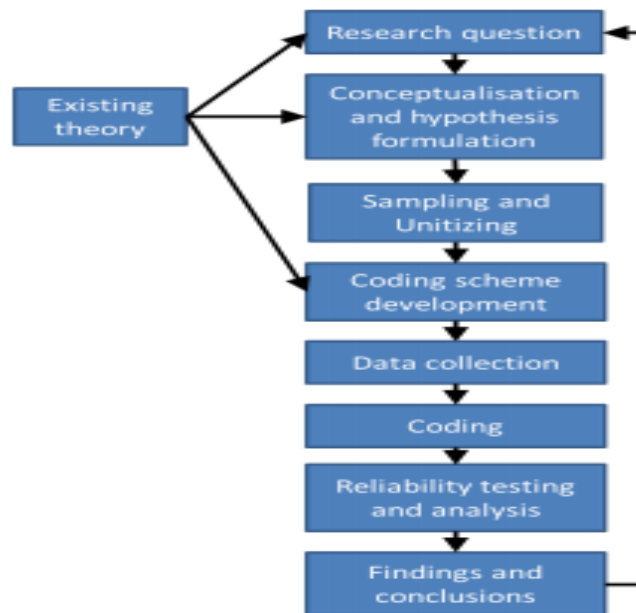 Research question
Existing
theory
Conceptualisation
and hypothesis
formulation
Sampling and
Unitizing
Coding scheme
development
Data collection
Coding
Reliability testing
and analysis
Findings and
conclusions